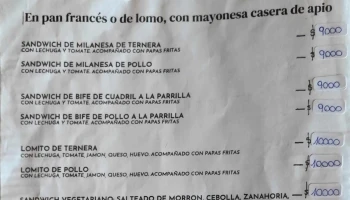 En pan francés o de lomo, con mayonesa casera de apio
SANDWICH DE MILANESA DE TERNERA — $ 9000
CON LECHUGA Y TOMATE. ACOMPAÑADO CON PAPAS FRITAS
SANDWICH DE MILANESA DE POLLO — $ 9000
CON LECHUGA Y TOMATE. ACOMPAÑADO CON PAPAS FRITAS
SANDWICH DE BIFE DE CUADRIL A LA PARRILLA — $ 9000
CON LECHUGA Y TOMATE. ACOMPAÑADO CON PAPAS FRITAS
SANDWICH DE BIFE DE POLLO A LA PARRILLA — $ 9000
CON LECHUGA Y TOMATE. ACOMPAÑADO CON PAPAS FRITAS
LOMITO DE TERNERA — $ 10000
CON LECHUGA, TOMATE, JAMON, QUESO, HUEVO. ACOMPAÑADO CON PAPAS FRITAS
LOMITO DE POLLO — $ 10000
CON LECHUGA, TOMATE, JAMON, QUESO, HUEVO. ACOMPAÑADO CON PAPAS FRITAS
SANDWICH VEGETARIANO, SALTEADO DE MORRON, CEBOLLA, ZANAHORIA, — $ 10000